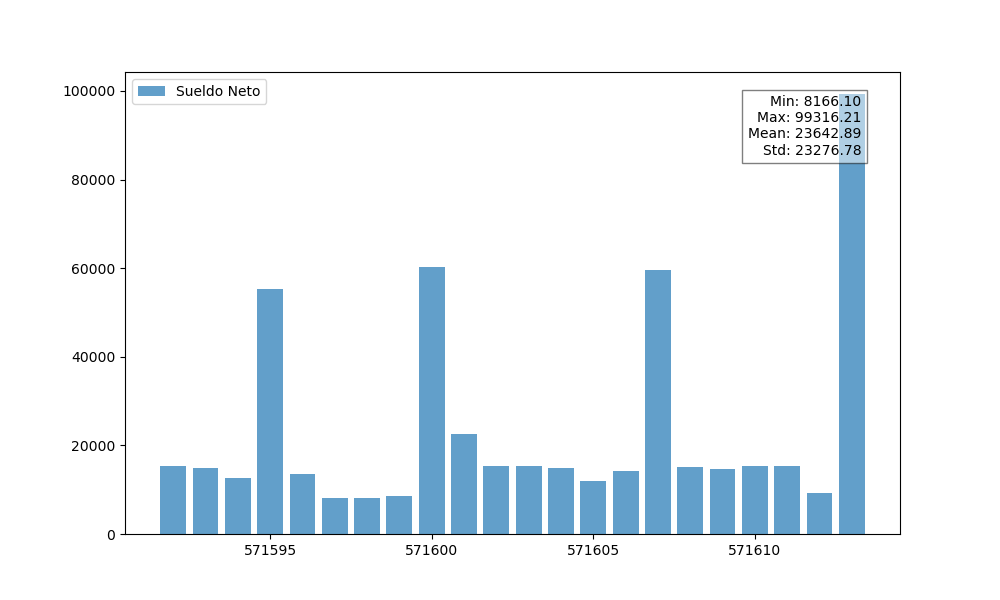 Sueldo Neto
Min: 8166.10
Max: 99316.21
Mean: 23642.89
Std: 23276.78
100000
80000
60000
40000
20000
0
571595 571600 571605 571610